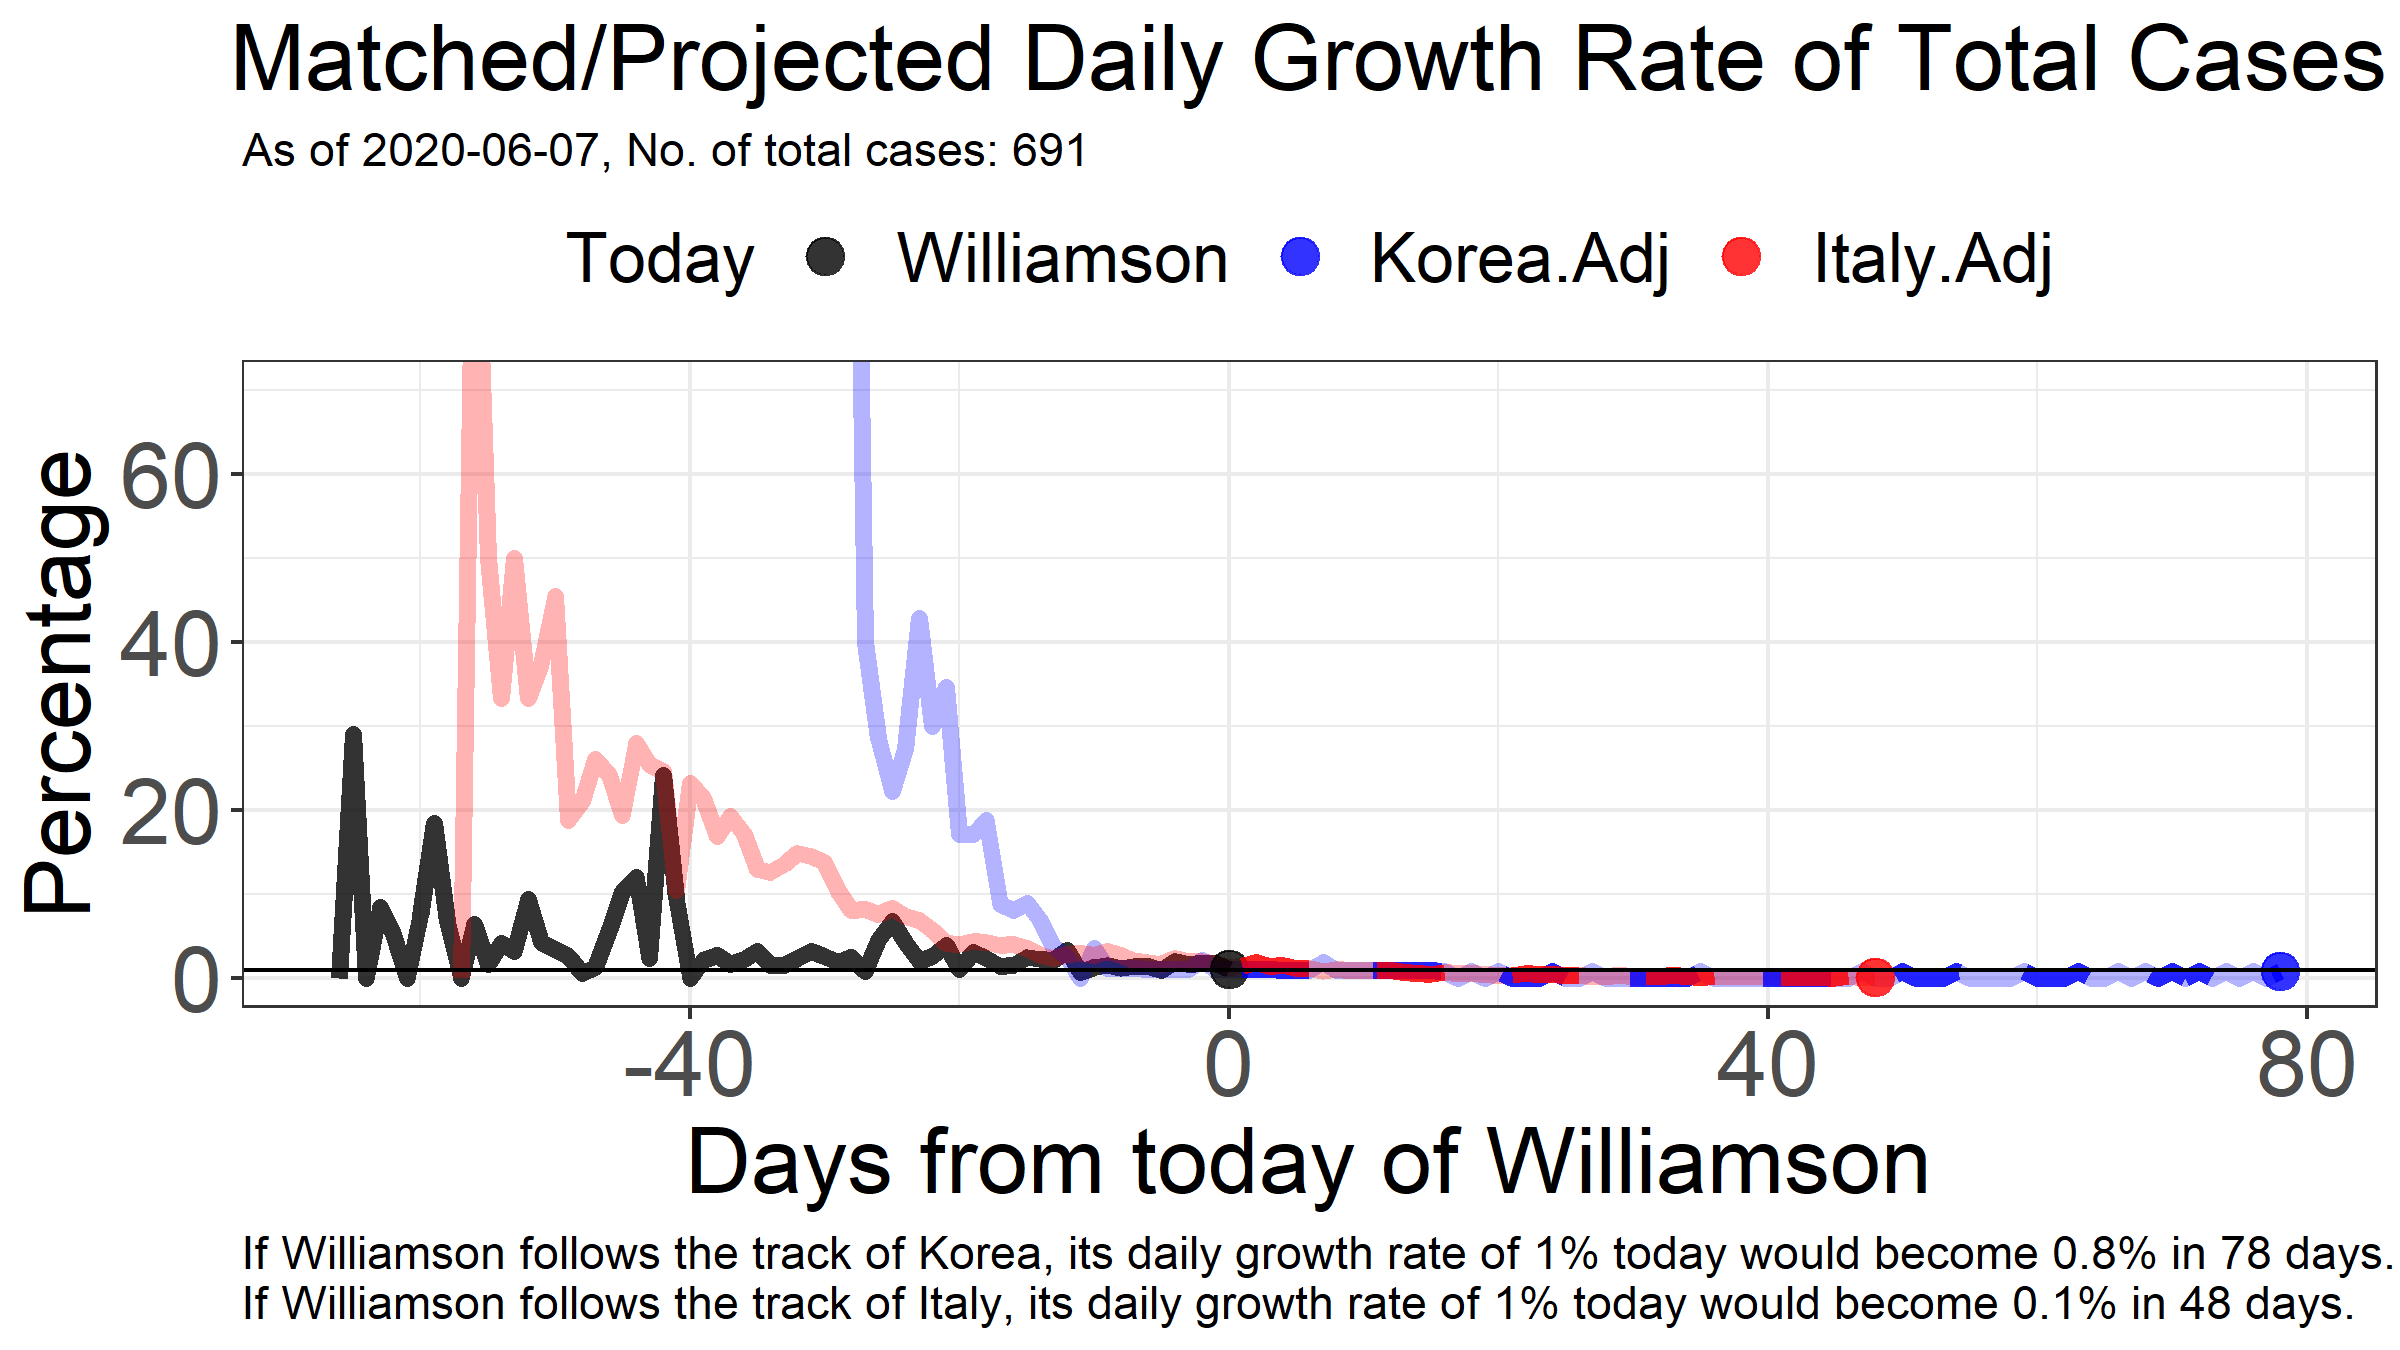 Matched/Projected Daily Growth Rate of Total Cases
As of 2020-06-07, No. of total cases: 691
Today Williamson Korea.Adj Italy.Adj
Percentage
60
40
20
0
-40 0 40 80
Days from today of Williamson
If Williamson follows the track of Korea, its daily growth rate of 1% today would become 0.8% in 78 days.
If Williamson follows the track of Italy, its daily growth rate of 1% today would become 0.1% in 48 days.